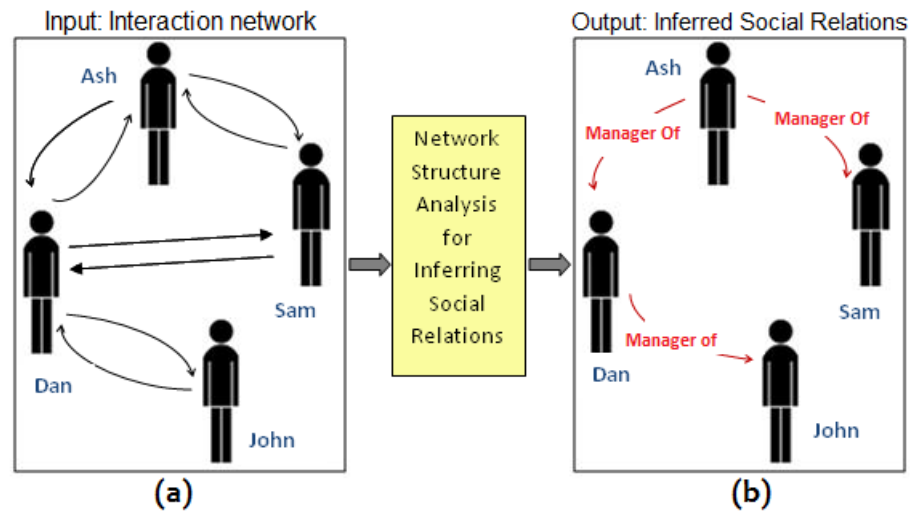 Input: Interaction network
Ash
Sam
Dan
John
(a)
Network
Structure
Analysis
for
Inferring
Social
Relations
Output: Inferred Social Relations
Ash
Manager Of
Manager Of
Sam
Manager of
Dan
John
(b)